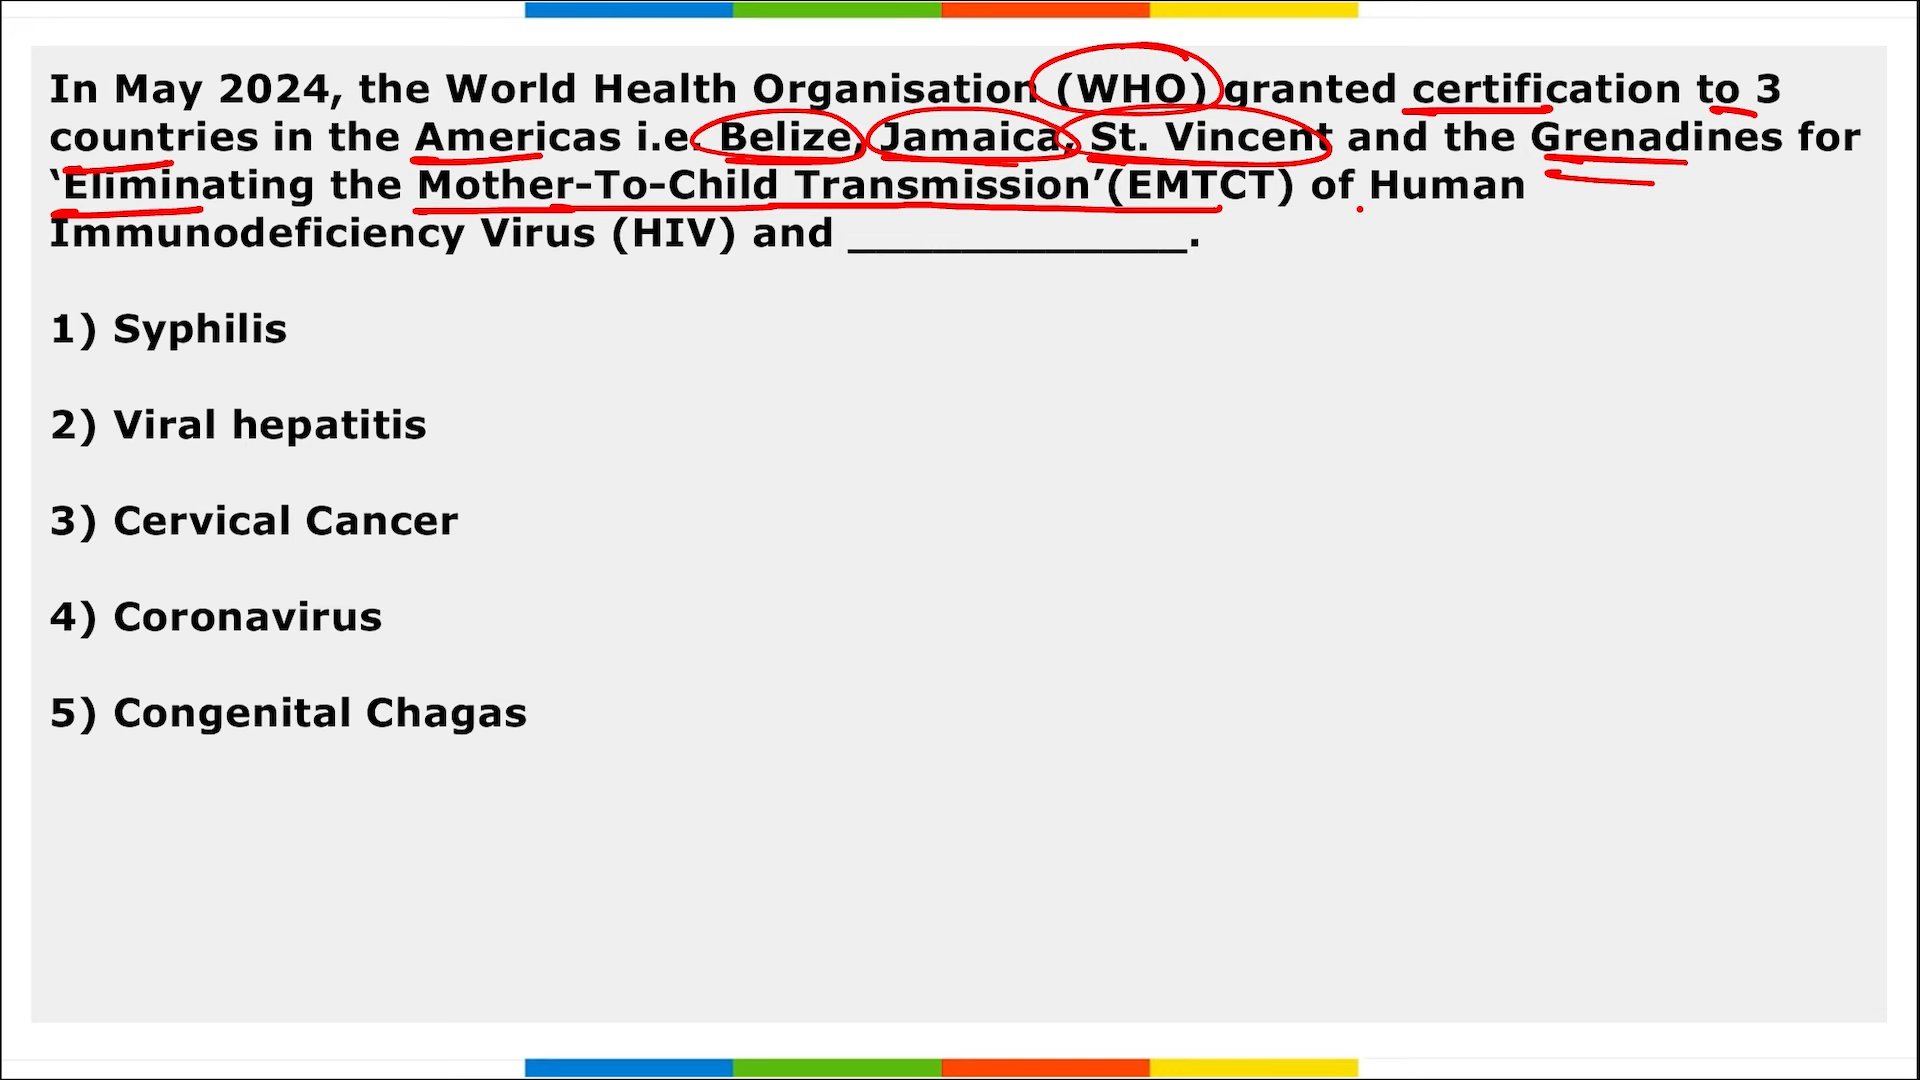 In May 2024, the World Health Organisation (WHO) granted certification to 3
countries in the Americas i.e. Belize, Jamaica, St. Vincent and the Grenadines for
‘Eliminating the Mother-To-Child Transmission’(EMTCT) of Human
Immunodeficiency Virus (HIV) and ______________.
1) Syphilis
2) Viral hepatitis
3) Cervical Cancer
4) Coronavirus
5) Congenital Chagas